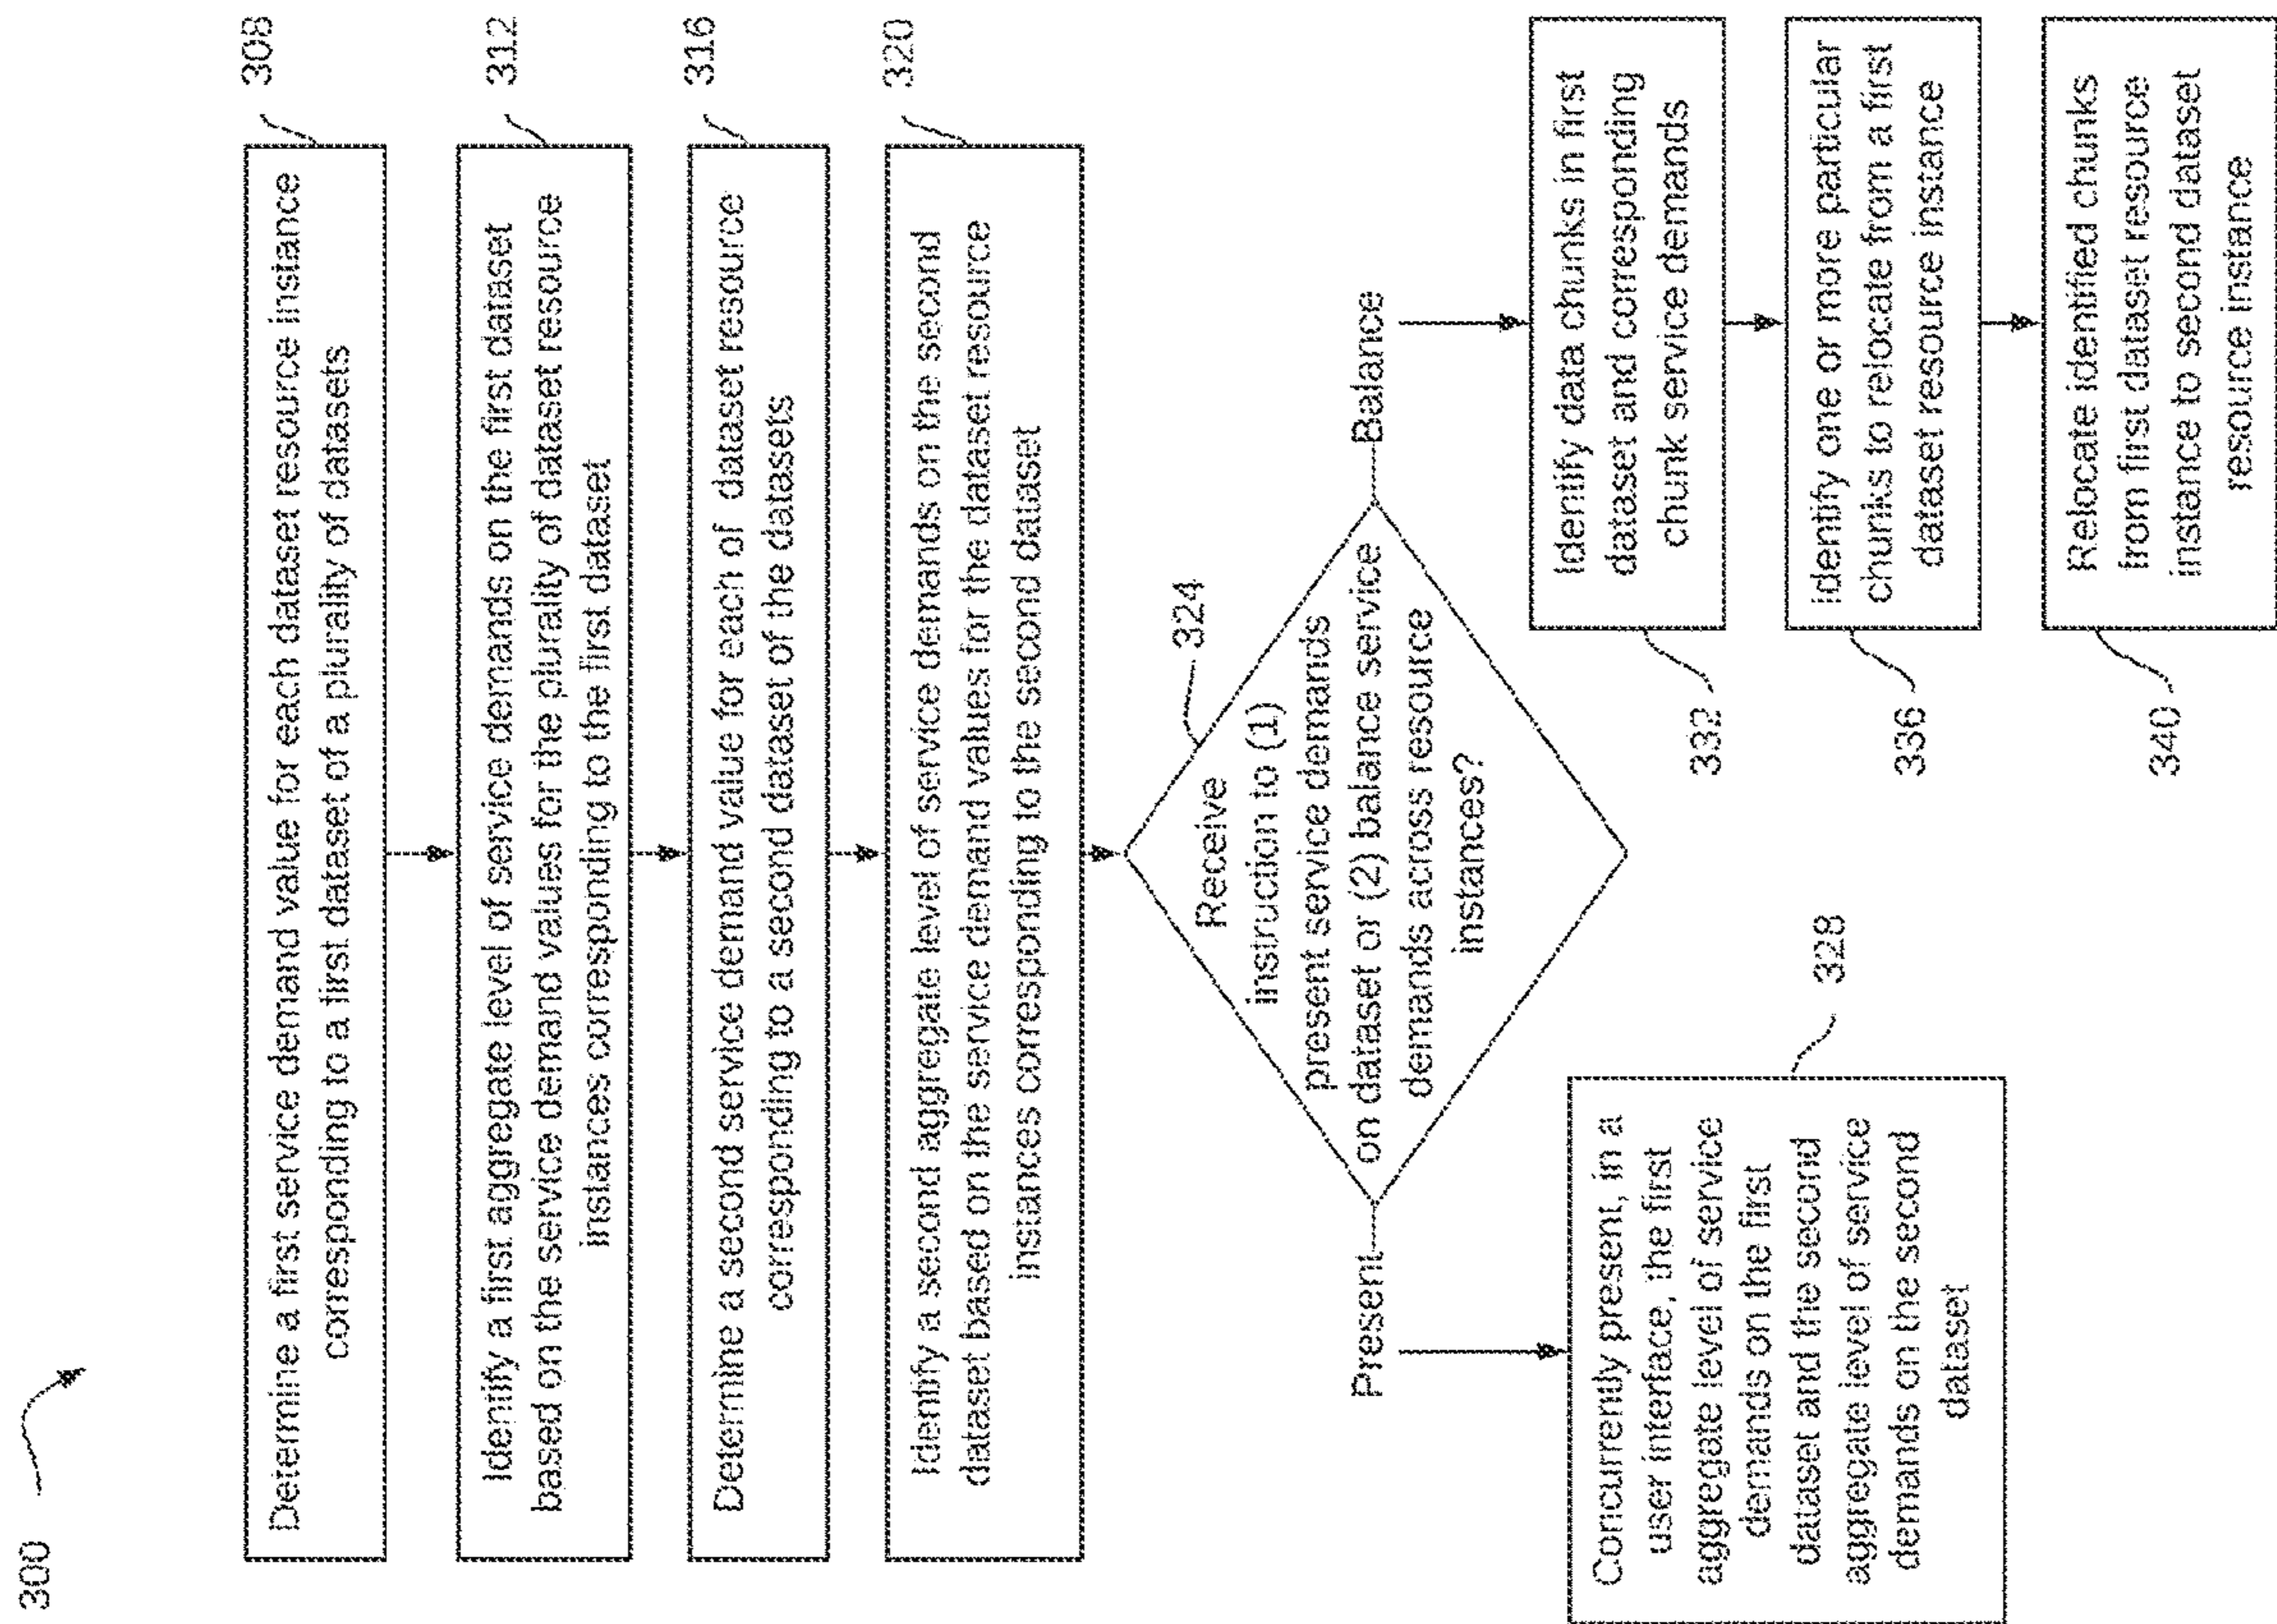 300
308
Determine a first service demand value for each dataset resource instance
corresponding to a first dataset of a plurality of datasets
312
Identify a first aggregate level of service demands on the first dataset
based on the service demand values for the plurality of dataset resource
instances corresponding to the first dataset
316
Determine a second service demand value for each of dataset resource
corresponding to a second dataset of the datasets
320
Identify a second aggregate level of service demands on the second
dataset based on the service demand values for the dataset resource
instances corresponding to the second dataset
324
Receive
instruction to (1)
present service demands
on dataset or (2) balance service
demands across resource
instances?
Present
Balance
328
Concurrently present, in a
user interface, the first
aggregate level of service
demands on the first
dataset and the second
aggregate level of service
demands on the second
dataset
332
Identify data chunks in first
dataset and corresponding
chunk service demands
336
Identify one or more particular
chunks to relocate from a first
dataset resource instance
340
Relocate identified chunks
from first dataset resource
instance to second dataset
resource instance